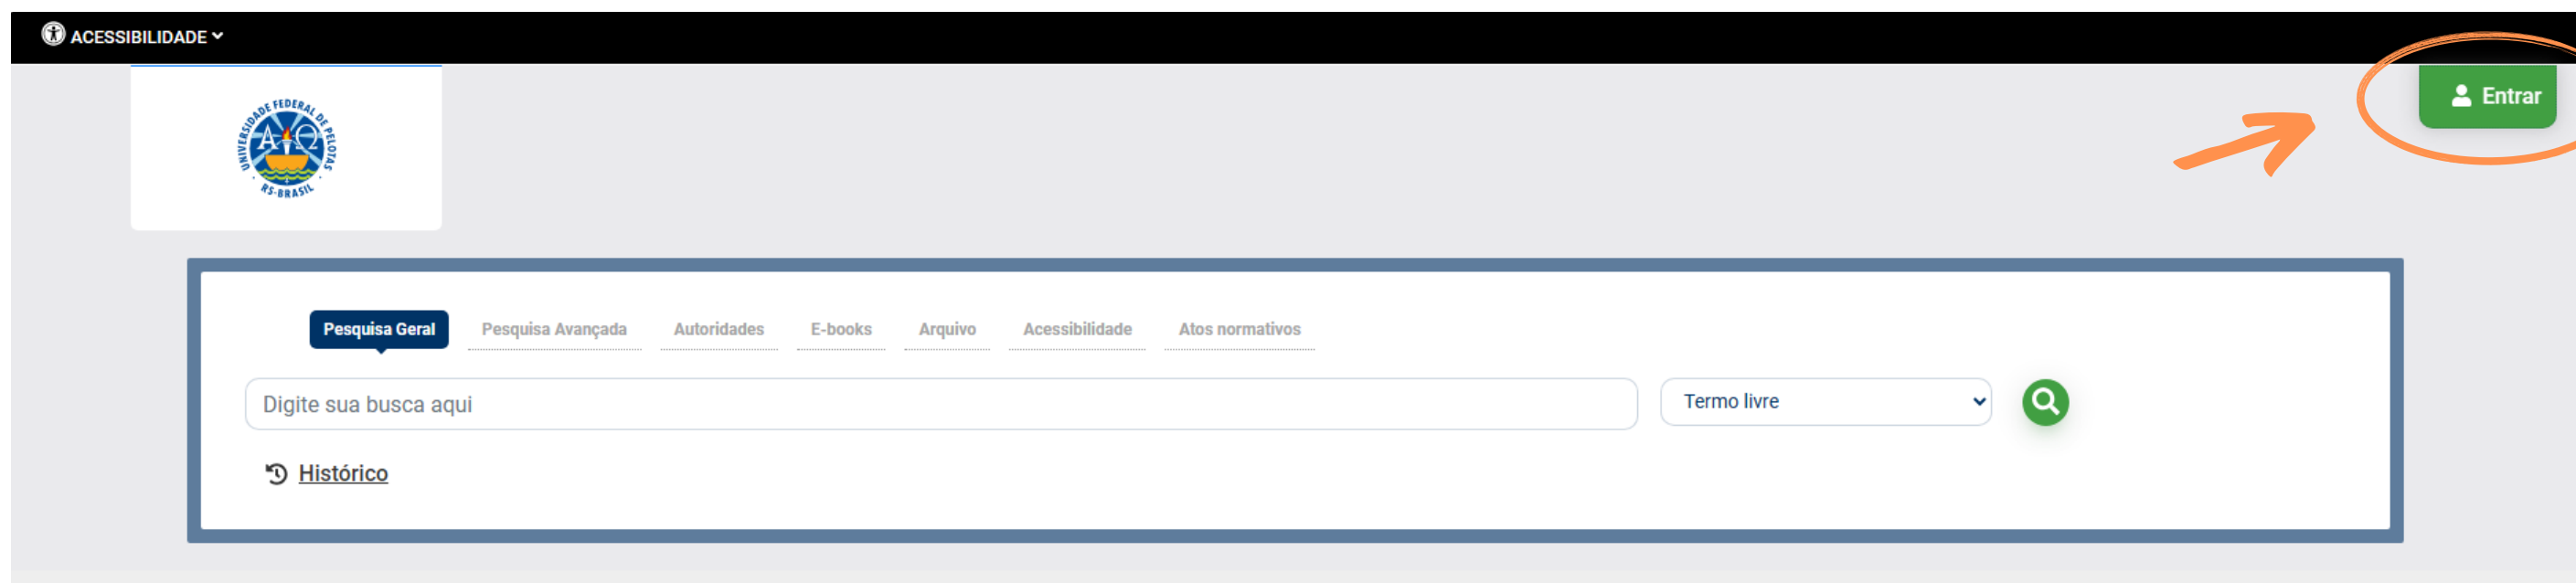 ACESSIBILIDADE
Entrar
UNIVERSIDADE FEDERAL DE PELOTAS
RS-BRASIL
Α Ω
Pesquisa Geral
Pesquisa Avançada
Autoridades
E-books
Arquivo
Acessibilidade
Atos normativos
Digite sua busca aqui
Termo livre
Histórico